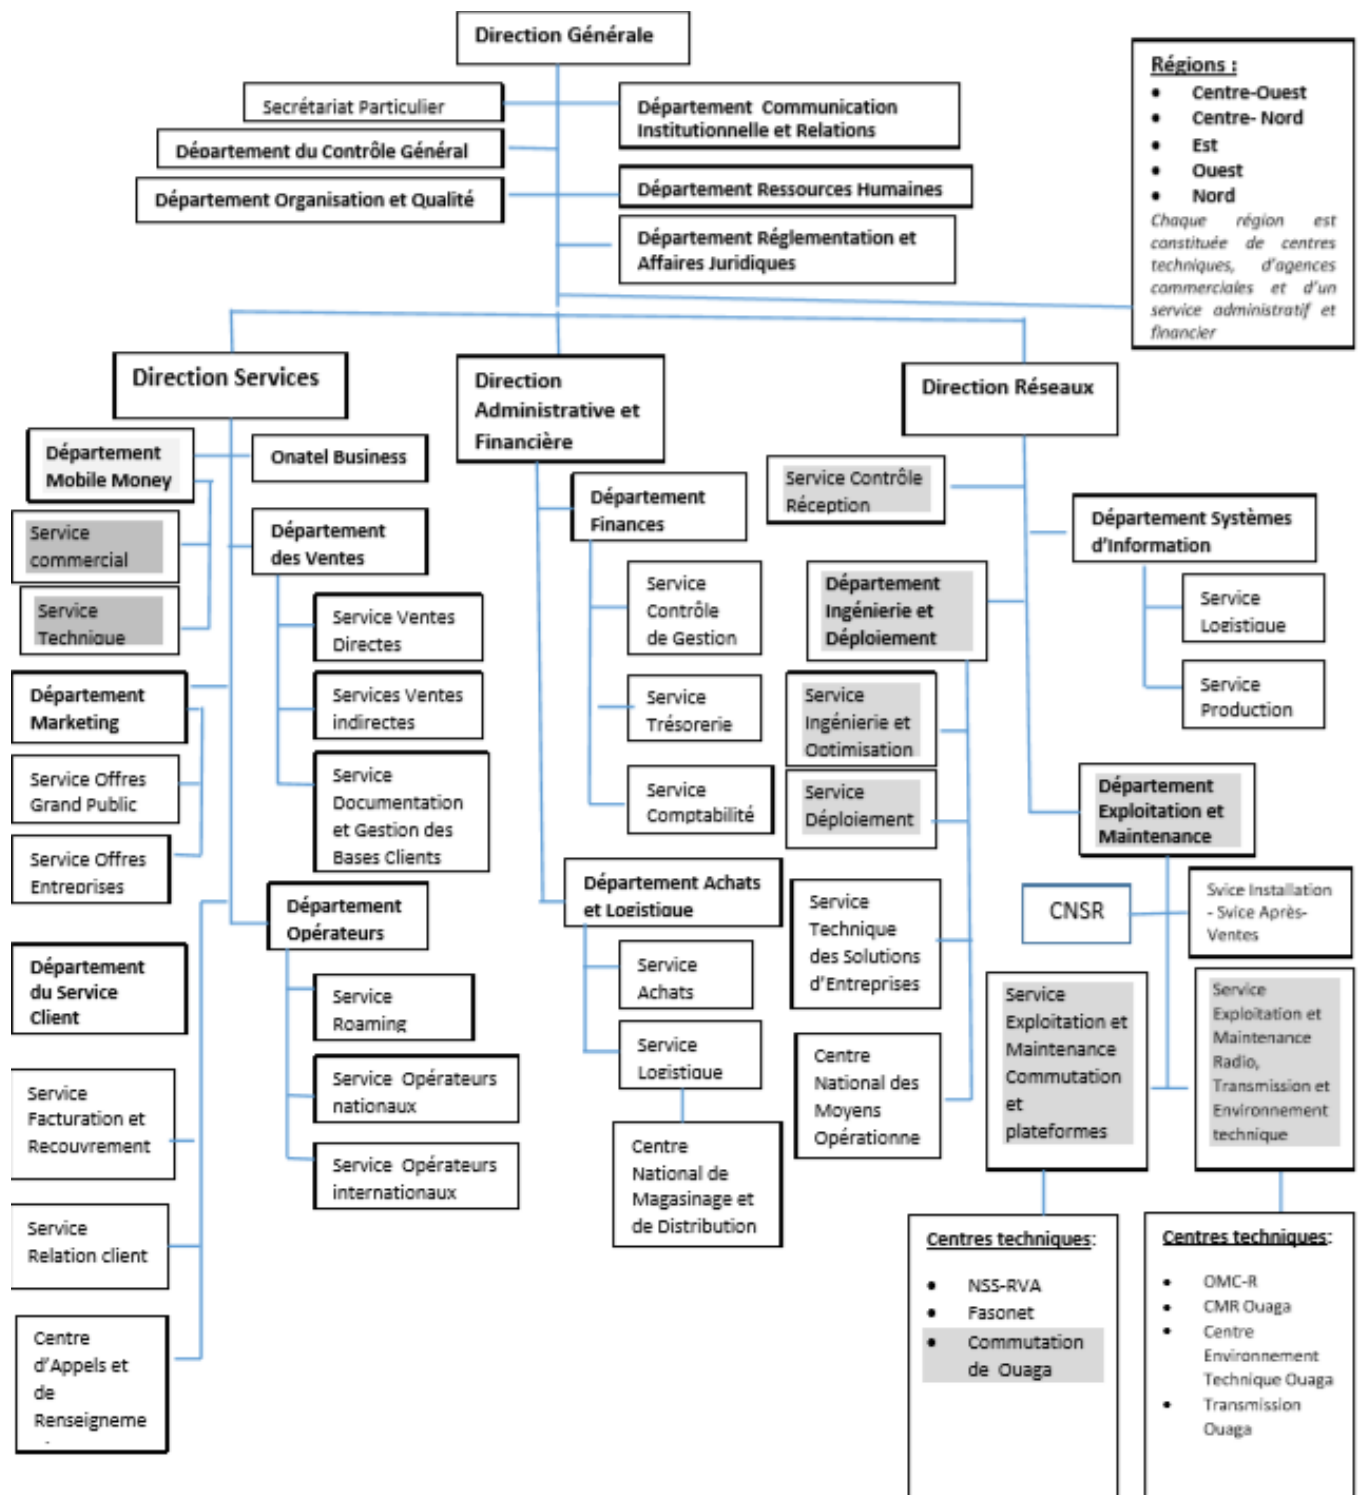 Direction Générale
Secrétariat Particulier
Département Communication
Institutionnelle et Relations
Département du Contrôle Général
Département Organisation et Qualité
Département Ressources Humaines
Département Réglementation et
Affaires Juridiques
Régions :
• Centre-Ouest
• Centre- Nord
• Est
• Ouest
• Nord
Chaque région est
constituée de centres
techniques, d'agences
commerciales et d'un
service administratif et
financier
Direction Services
Département
Mobile Money
Onatel Business
Service
commercial
Service
Technique
Département
des Ventes
Service Ventes
Directes
Services Ventes
indirectes
Service
Documentation
et Gestion des
Bases Clients
Département
Marketing
Service Offres
Grand Public
Service Offres
Entreprises
Département
Opérateurs
Service
Roaming
Service Opérateurs
nationaux
Service Opérateurs
internationaux
Département
du Service
Client
Service
Facturation et
Recouvrement
Service
Relation client
Centre
d'Appels et
de
Renseigneme
Direction
Administrative et
Financière
Département
Finances
Service
Contrôle
de Gestion
Service
Trésorerie
Service
Comptabilité
Département Achats
et Logistique
Service
Achats
Service
Logistique
Centre
National de
Magasinage et
de Distribution
Direction Réseaux
Service Contrôle
Réception
Département
Ingénierie et
Déploiement
Service
Ingénierie et
Optimisation
Service
Déploiement
Service
Technique
des Solutions
d'Entreprises
Centre
National des
Moyens
Opérationne
Département Systèmes
d'Information
Service
Logistique
Service
Production
Département
Exploitation et
Maintenance
CNSR
Svice Installation
- Svice Après-
Ventes
Service
Exploitation et
Maintenance
Commutation
et
plateformes
Service
Exploitation et
Maintenance
Radio,
Transmission et
Environnement
technique
Centres techniques:
• NSS-RVA
• Fasonet
• Commutation
de Ouaga
Centres techniques:
• OMC-R
• CMR Ouaga
• Centre
Environnement
Technique Ouaga
• Transmission
Ouaga